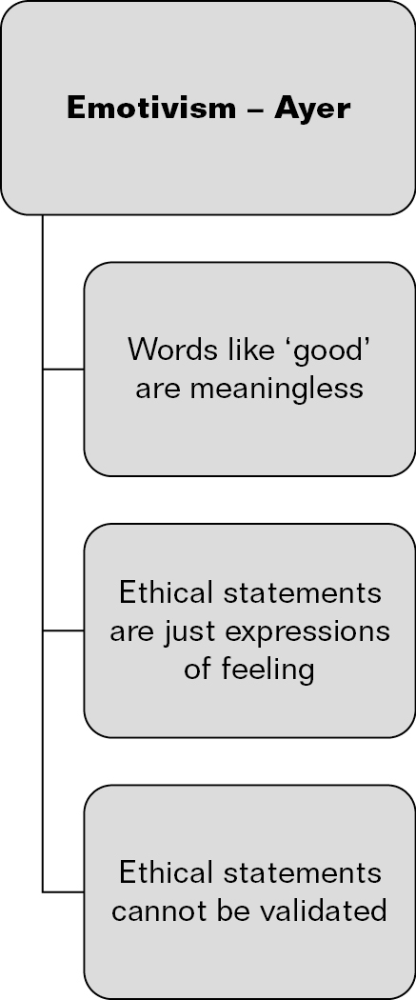 Emotivism – Ayer
Words like ‘good’
are meaningless
Ethical statements
are just expressions
of feeling
Ethical statements
cannot be validated